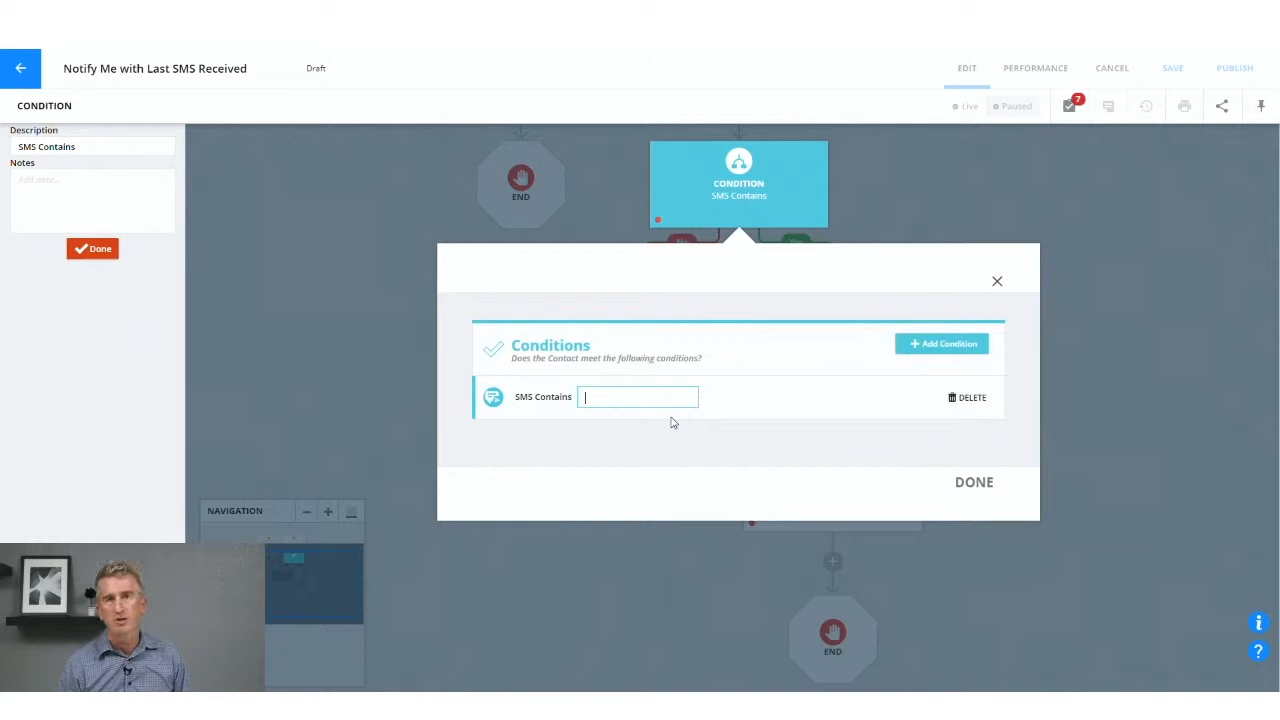 Notify Me with Last SMS Received
Draft
EDIT
PERFORMANCE
CANCEL
SAVE
PUBLISH
CONDITION
Live
Paused
7
Description
SMS Contains
Notes
Add note...
Done
END
CONDITION
SMS Contains
No
Yes
Conditions
Does the Contact meet the following conditions?
Add Condition
SMS Contains
DELETE
DONE
NAVIGATION
END